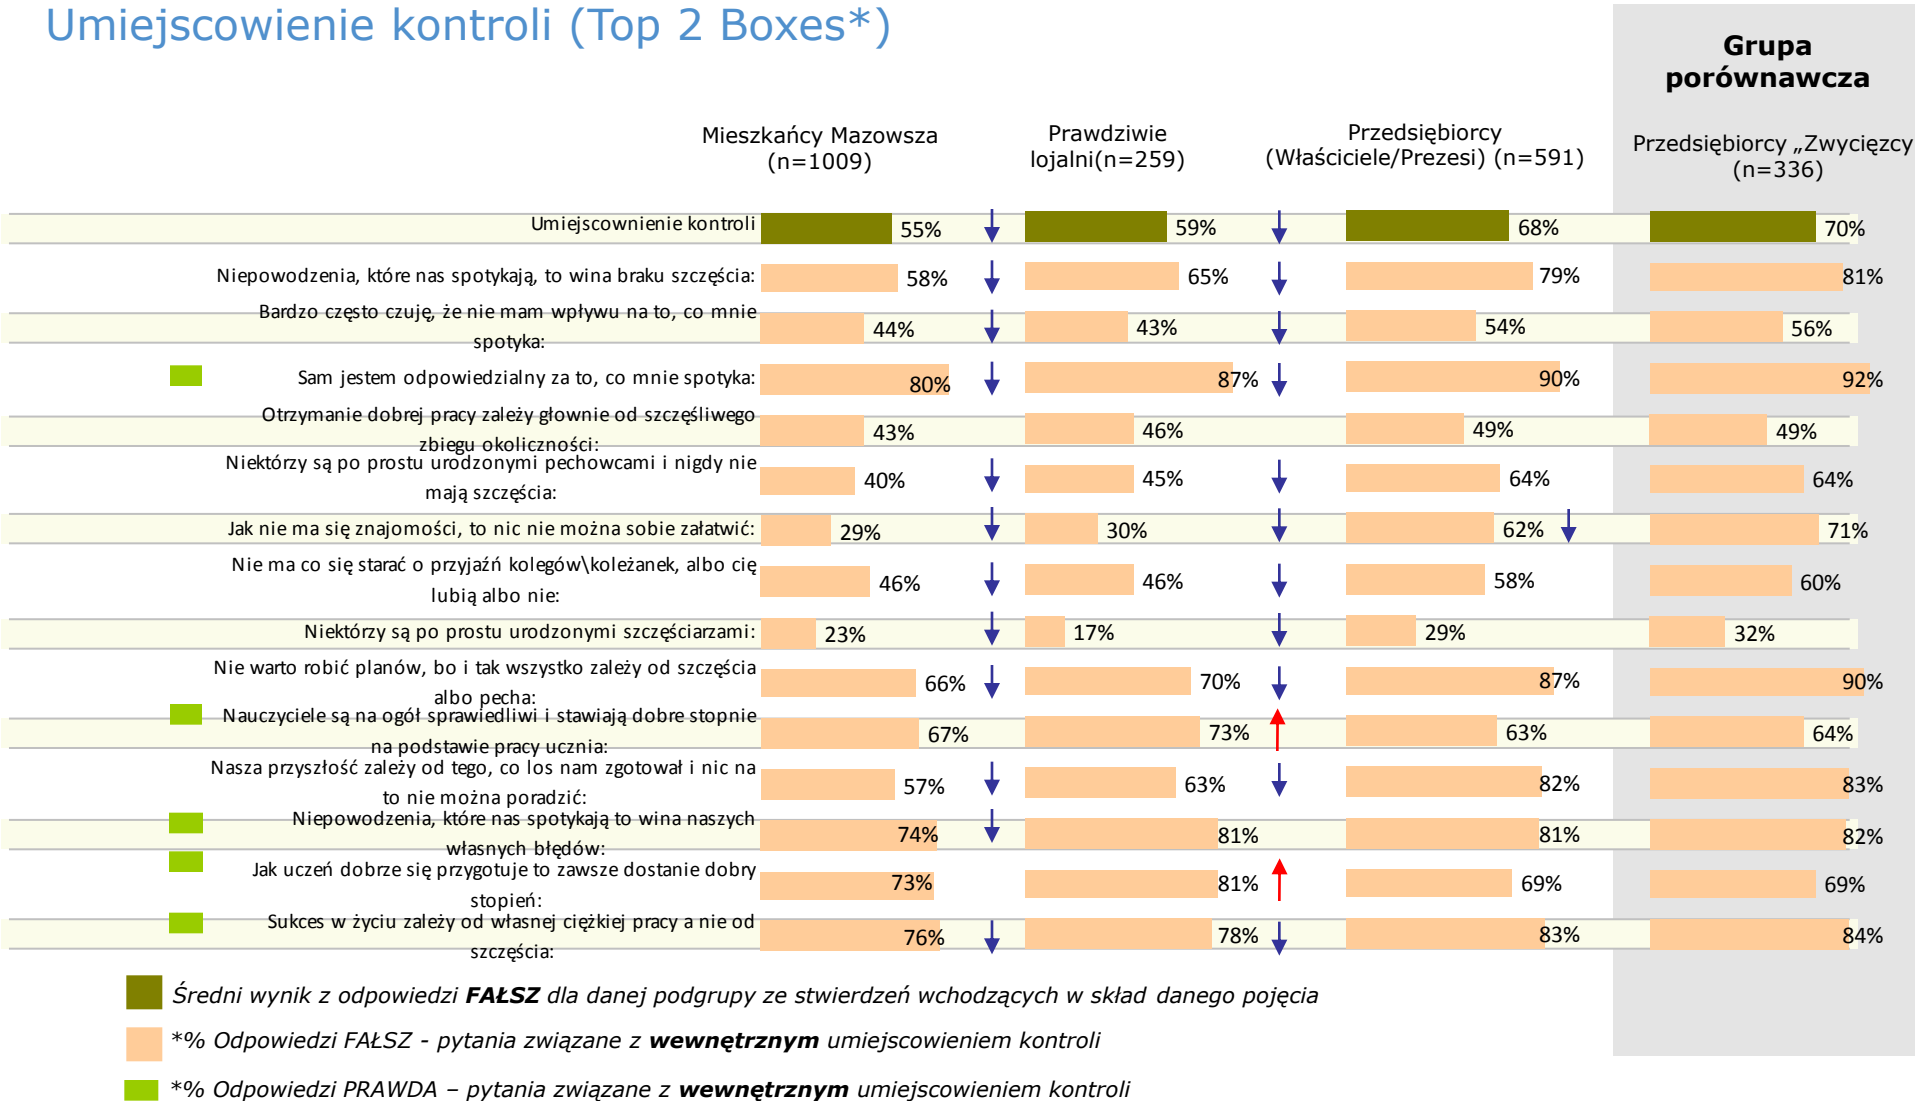 Umiejscowienie kontroli (Top 2 Boxes*)
Grupa
porównawcza
Mieszkańcy Mazowsza
(n=1009)
Prawdziwie
lojalni(n=259)
Przedsiębiorcy
(Właściciele/Prezesi) (n=591)
Przedsiębiorcy „Zwycięzcy
(n=336)
Umiejscownienie kontroli 55% 59% 68% 70%
Niepowodzenia, które nas spotykają, to wina braku szczęścia: 58% 65% 79% 81%
Bardzo często czuję, że nie mam wpływu na to, co mnie
spotyka: 44% 43% 54% 56%
Sam jestem odpowiedzialny za to, co mnie spotyka: 80% 87% 90% 92%
Otrzymanie dobrej pracy zależy głownie od szczęśliwego
zbiegu okoliczności: 43% 46% 49% 49%
Niektórzy są po prostu urodzonymi pechowcami i nigdy nie
mają szczęścia: 40% 45% 64% 64%
Jak nie ma się znajomości, to nic nie można sobie załatwić: 29% 30% 62% 71%
Nie ma co się starać o przyjaźń kolegów\koleżanek, albo cię
lubią albo nie: 46% 46% 58% 60%
Niektórzy są po prostu urodzonymi szczęściarzami: 23% 17% 29% 32%
Nie warto robić planów, bo i tak wszystko zależy od szczęścia
albo pecha: 66% 70% 87% 90%
Nauczyciele są na ogół sprawiedliwi i stawiają dobre stopnie
na podstawie pracy ucznia: 67% 73% 63% 64%
Nasza przyszłość zależy od tego, co los nam zgotował i nic na
to nie można poradzić: 57% 63% 82% 83%
Niepowodzenia, które nas spotykają to wina naszych
własnych błędów: 74% 81% 81% 82%
Jak uczeń dobrze się przygotuje to zawsze dostanie dobry
stopień: 73% 81% 69% 69%
Sukces w życiu zależy od własnej ciężkiej pracy a nie od
szczęścia: 76% 78% 83% 84%
Średni wynik z odpowiedzi FAŁSZ dla danej podgrupy ze stwierdzeń wchodzących w skład danego pojęcia
*% Odpowiedzi FAŁSZ - pytania związane z wewnętrznym umiejscowieniem kontroli
*% Odpowiedzi PRAWDA – pytania związane z wewnętrznym umiejscowieniem kontroli